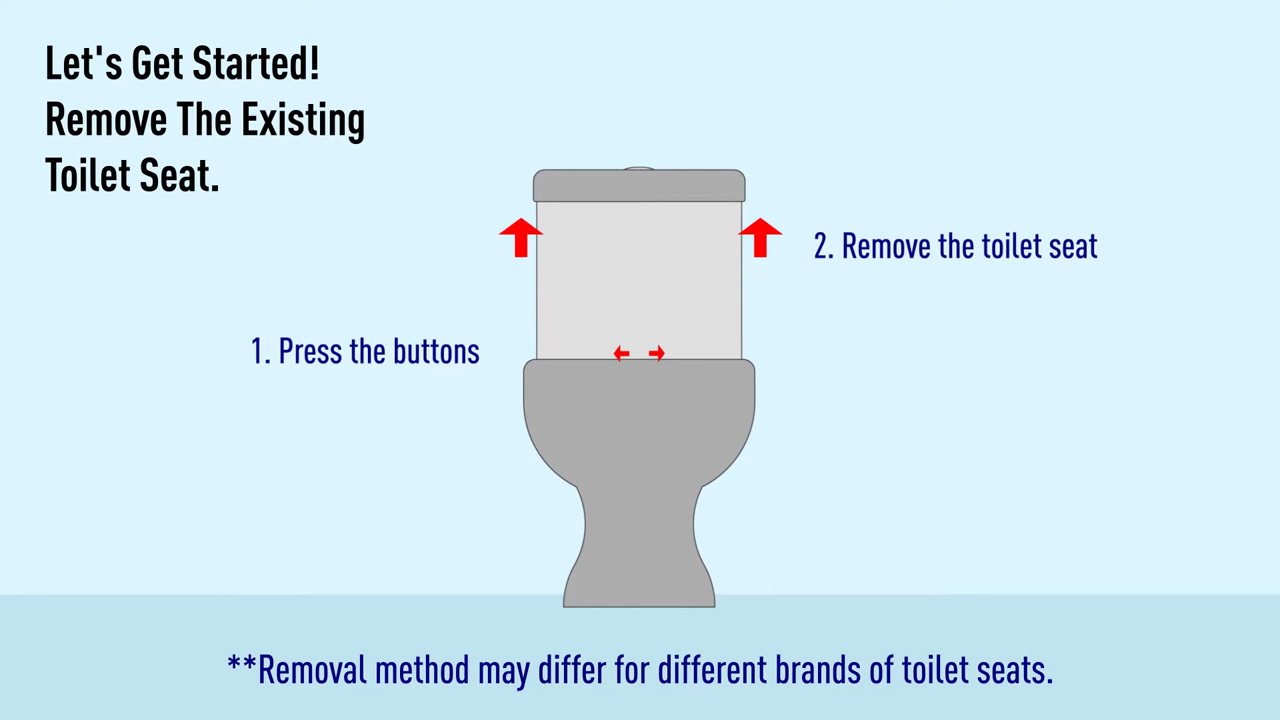 Let's Get Started!
Remove The Existing
Toilet Seat.
2. Remove the toilet seat
1. Press the buttons
**Removal method may differ for different brands of toilet seats.